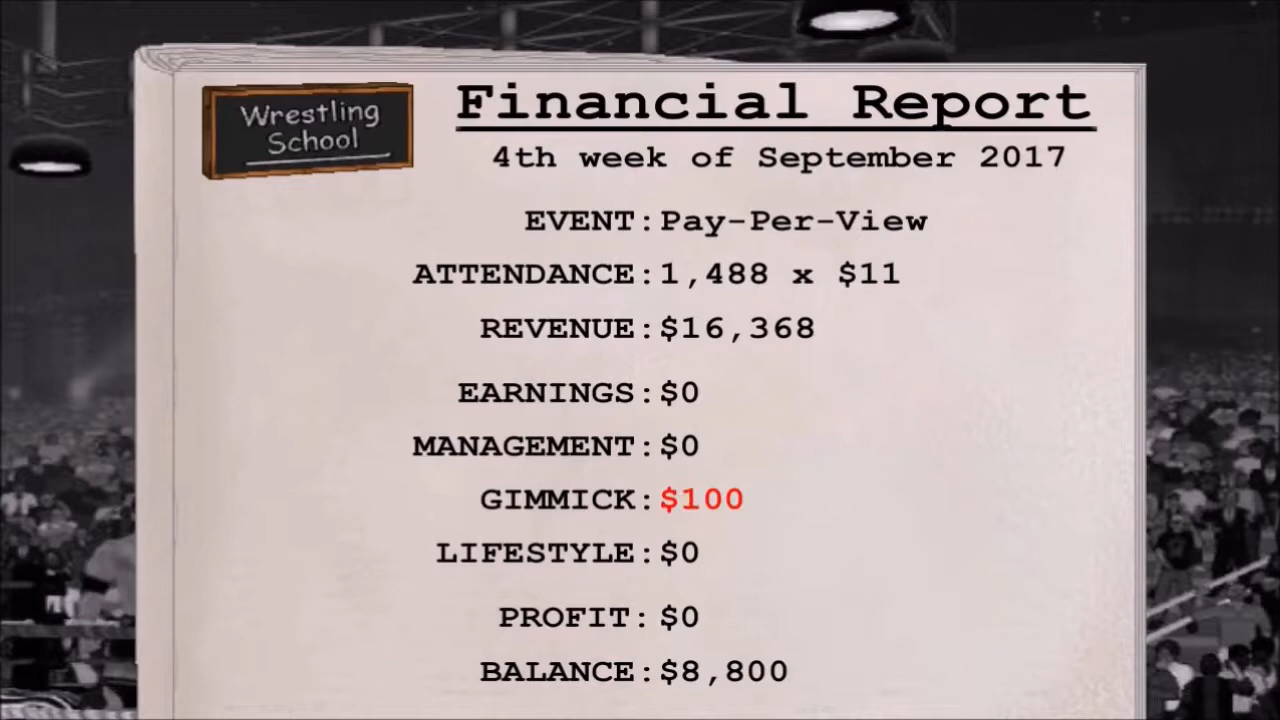 Wrestling
School
Financial Report
4th week of September 2017
EVENT: Pay-Per-View
ATTENDANCE: 1,488 x $11
REVENUE: $16,368
EARNINGS: $0
MANAGEMENT: $0
GIMMICK: $100
LIFESTYLE: $0
PROFIT: $0
BALANCE: $8,800